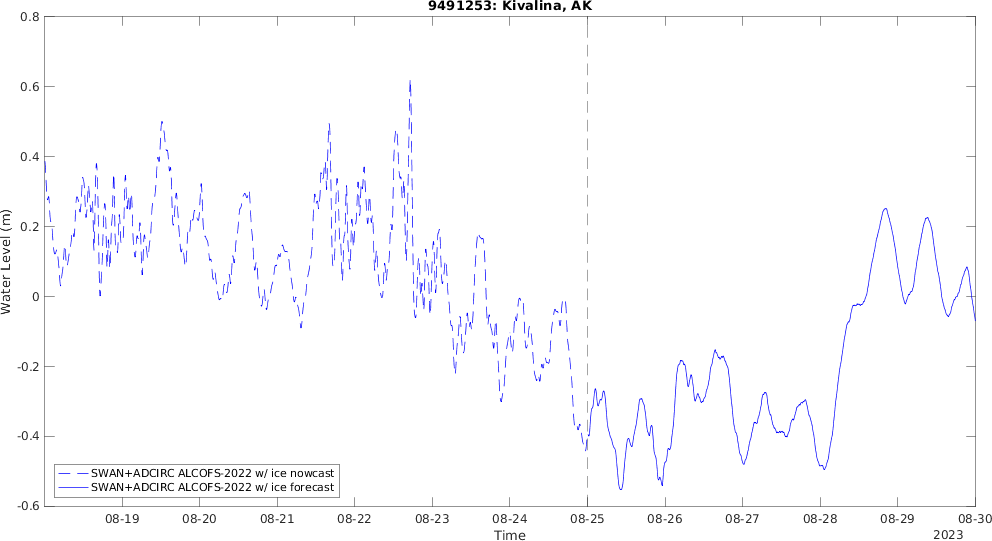 9491253: Kivalina, AK
0.8
0.6
0.4
0.2
0
-0.2
-0.4
-0.6
Water Level (m)
SWAN+ADCIRC ALCOFS-2022 w/ ice nowcast
SWAN+ADCIRC ALCOFS-2022 w/ ice forecast
08-19 08-20 08-21 08-22 08-23 08-24 08-25 08-26 08-27 08-28 08-29 08-30
Time
2023